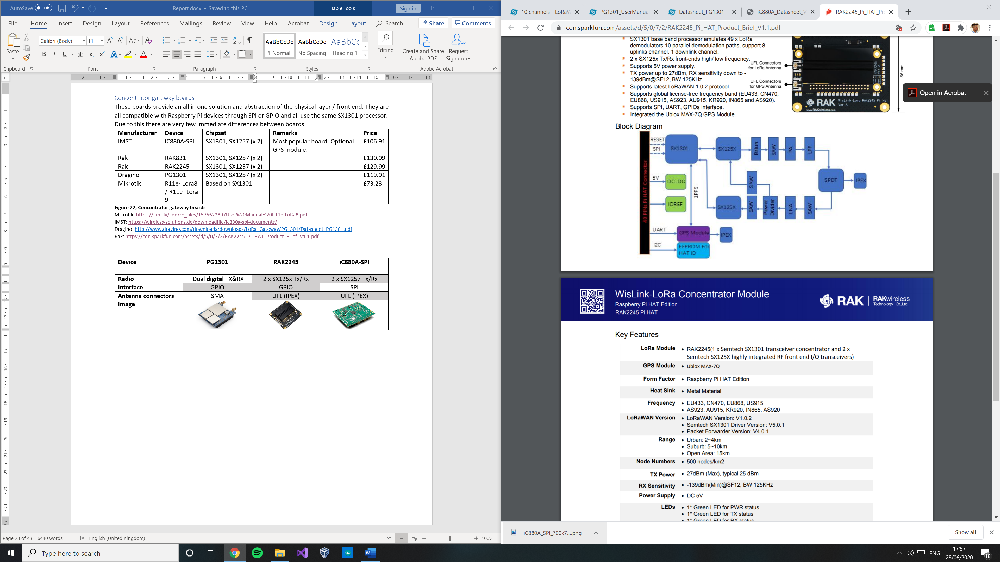 AutoSave Off
Report.docx - Saved to this PC
Table Tools
Sign in
File Home Insert Design Layout References Mailings Review View Help Acrobat Design Layout Search Share Comments
Paste
Calibri (Body) 11
Aa
B I U ab x₂ x² A A
AaBbCcDd AaBbCcDd AaBbCc
¶ Normal No Spacing Heading 1
Editing
Create and Share Adobe PDF
Request Signatures
Clipboard Font Paragraph Styles Adobe Acrobat
Concentrator gateway boards
These boards provide an all in one solution and abstraction of the physical layer / front end. They are
all compatible with Raspberry Pi devices through SPI or GPIO and all use the same SX1301 processor.
Due to this there are very few immediate differences between boards.
Manufacturer Device Chipset Remarks Price
IMST iC880A-SPI SX1301, SX1257 (x 2) Most popular board. Optional £106.91
GPS module.
Rak RAK831 SX1301, SX1257 (x 2) £130.99
Rak RAK2245 SX1301, SX1257 (x 2) £129.99
Dragino PG1301 SX1301, SX1257 (x 2) £119.91
Mikrotik R11e- Lora8 Based on SX1301 £73.23
/ R11e- Lora
9
Figure 22, Concentrator gateway boards
Mikrotik: https://i.mt.lv/cdn/rb_files/1575622897User%20Manual%20R11e-LoRa8.pdf
IMST: https://wireless-solutions.de/downloadfile/ic880a-spi-documents/
Dragino: http://www.dragino.com/downloads/downloads/LoRa_Gateway/PG1301/Datasheet_PG1301.pdf
Rak: https://cdn.sparkfun.com/assets/d/5/0/7/2/RAK2245_Pi_HAT_Product_Brief_V1.1.pdf
Device PG1301 RAK2245 iC880A-SPI
Radio Dual digital TX&RX 2 x SX125x Tx/Rx 2 x SX1257 Tx/Rx
Interface GPIO GPIO SPI
Antenna connectors SMA UFL (IPEX) UFL (IPEX)
Image
Page 23 of 43 6440 words English (United Kingdom) 100%
10 channels - LoRaW PG1301_UserManual Datasheet_PG1301 iC880A_Datasheet_V RAK2245_Pi_HAT_Pr
cdn.sparkfun.com/assets/d/5/0/7/2/RAK2245_Pi_HAT_Product_Brief_V1.1.pdf
SX1301 base band processor emulates 49 x LoRa
demodulators 10 parallel demodulation paths, support 8
uplinks channel, 1 downlink channel.
2 x SX125x Tx/Rx front-ends high/ low frequency.
Supports 5V power supply.
TX power up to 27dBm, RX sensitivity down to -
139dBm@SF12, BW 125KHz.
Supports latest LoRaWAN 1.0.2 protocol.
Supports global license-free frequency band (EU433, CN470,
EU868, US915, AS923, AU915, KR920, IN865 and AS920).
Supports SPI, UART, GPIOs interface.
Integrated the Ublox MAX-7Q GPS Module.
UFL Connectors
for LoRa Antenna
UFL Connectors
for GPS Antenna
56 mm
RAK2245
Ver.A
RAK WisLink-Lora RAK2245 Pi Hat
Ver.A
www.RAKwireless.com
Open in Acrobat
Block Diagram
40 PINs Pi HAT Connector
RESET
SPI
SX1301 SX125X Balun SAW PA LPF
5V
DC-DC
1PPS
SAW
SPDT IPEX
IOREF
SX125X SAW Power Divider LNA SAW
UART
GPS Module IPEX
I2C
EEPROM For
HAT ID
WisLink-LoRa Concentrator Module
Raspberry Pi HAT Edition
RAK2245 Pi HAT
RAK RAKwireless
Technology Co.,Ltd.
Key Features
LoRa Module • RAK2245(1 x Semtech SX1301 transceiver concentrator and 2 x
Semtech SX125X highly integrated RF front end I/Q transceivers)
GPS Module • Ublox MAX-7Q
Form Factor • Raspberry Pi HAT Edition
Heat Sink • Metal Material
Frequency • EU433, CN470, EU868, US915
• AS923, AU915, KR920, IN865, AS920
LoRaWAN Version • LoRaWAN Version: V1.0.2
• Semtech SX1301 Driver Version: V5.0.1
• Packet Forwarder Version: V4.0.1
Range • Urban: 2~4km
• Suburb: 5~10km
• Open Area: 15km
Node Numbers • 500 nodes/km2
TX Power • 27dBm (Max), typical 25 dBm
RX Sensitivity • -139dBm(Min)@SF12, BW 125KHz
Power Supply • DC 5V
LEDs • 1* Green LED for PWR status
• 1* Green LED for TX status
• 1* Green LED for RX status
iC880A_SPI_700x7....png
Show all
Type here to search
ENG
17:57
28/06/2020
16